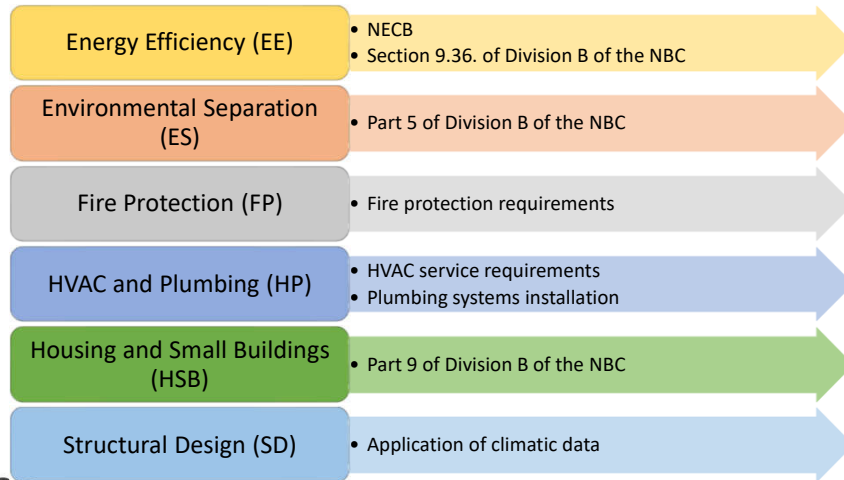 Energy Efficiency (EE)
• NECB
• Section 9.36. of Division B of the NBC
Environmental Separation
(ES)
• Part 5 of Division B of the NBC
Fire Protection (FP)
• Fire protection requirements
HVAC and Plumbing (HP)
• HVAC service requirements
• Plumbing systems installation
Housing and Small Buildings
(HSB)
• Part 9 of Division B of the NBC
Structural Design (SD)
• Application of climatic data